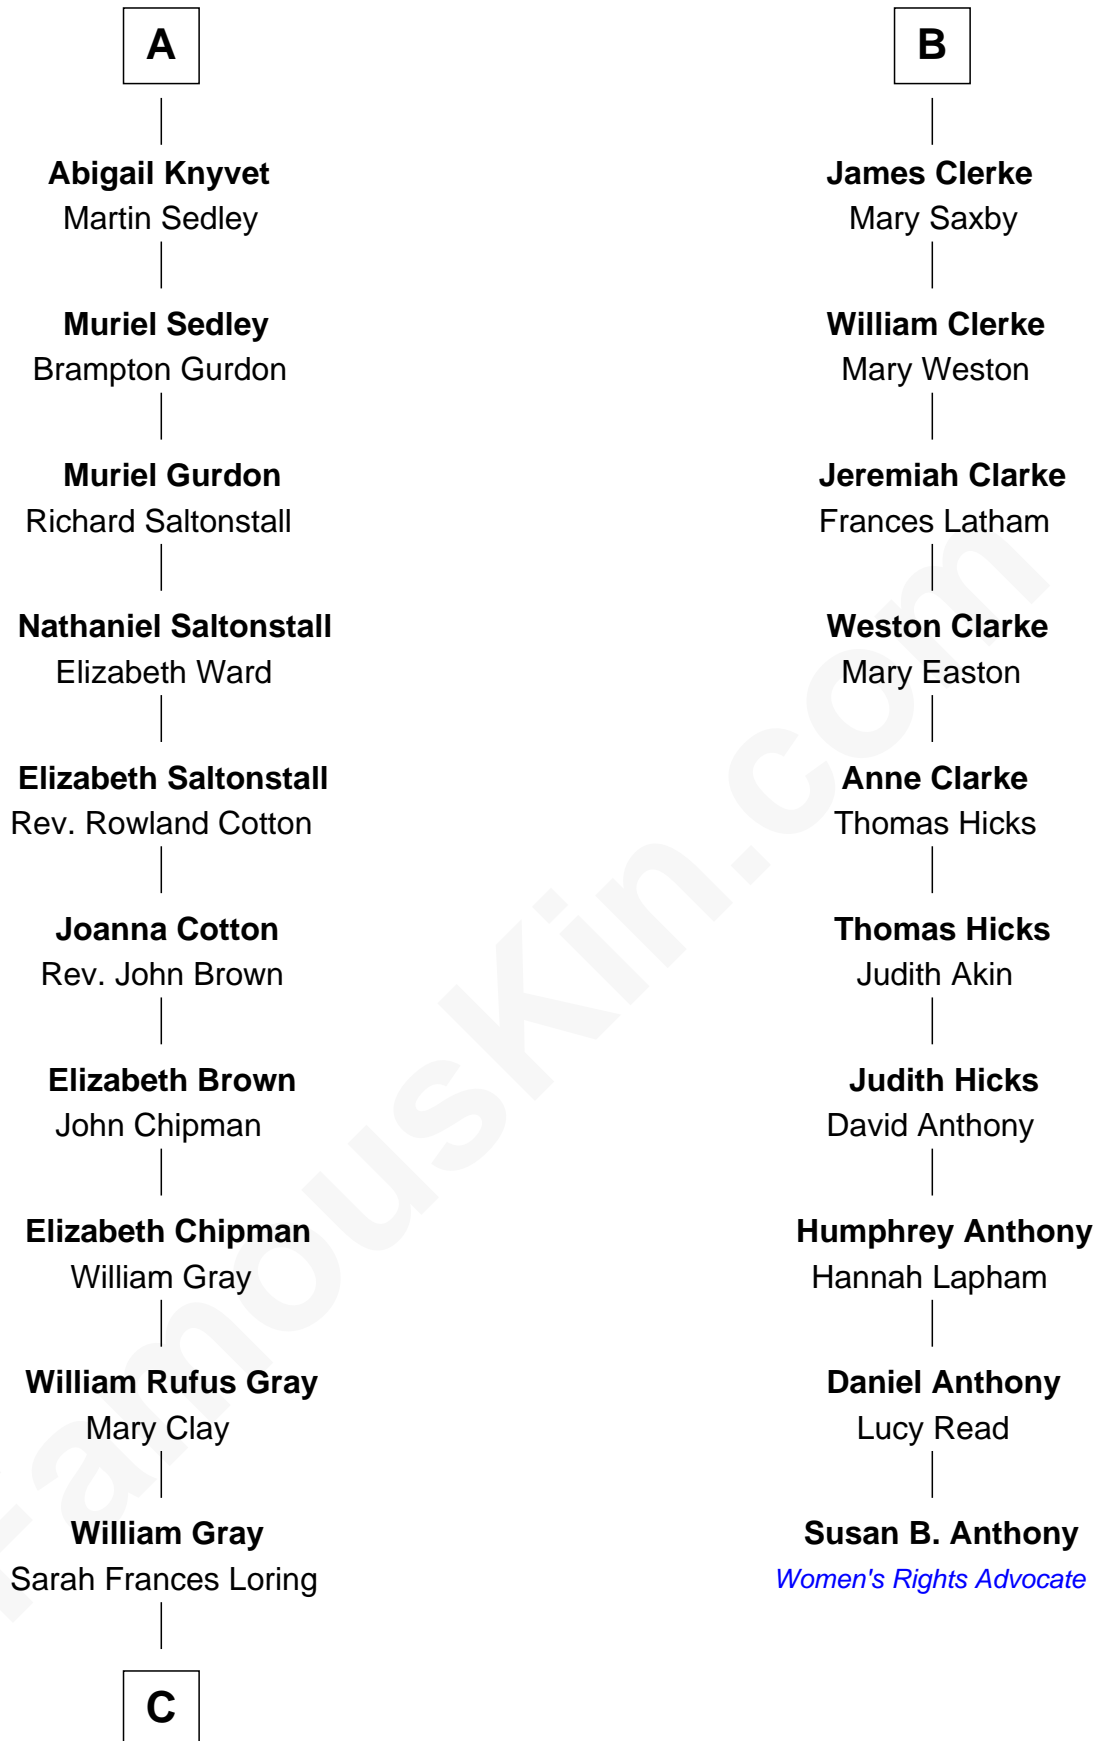 A
Abigail Knyvet
Martin Sedley
Muriel Sedley
Brampton Gurdon
Muriel Gurdon
Richard Saltonstall
Nathaniel Saltonstall
Elizabeth Ward
Elizabeth Saltonstall
Rev. Rowland Cotton
Joanna Cotton
Rev. John Brown
Elizabeth Brown
John Chipman
Elizabeth Chipman
William Gray
William Rufus Gray
Mary Clay
William Gray
Sarah Frances Loring
C
B
James Clerke
Mary Saxby
William Clerke
Mary Weston
Jeremiah Clarke
Frances Latham
Weston Clarke
Mary Easton
Anne Clarke
Thomas Hicks
Thomas Hicks
Judith Akin
Judith Hicks
David Anthony
Humphrey Anthony
Hannah Lapham
Daniel Anthony
Lucy Read
Susan B. Anthony
Women's Rights Advocate
FamousKin.com